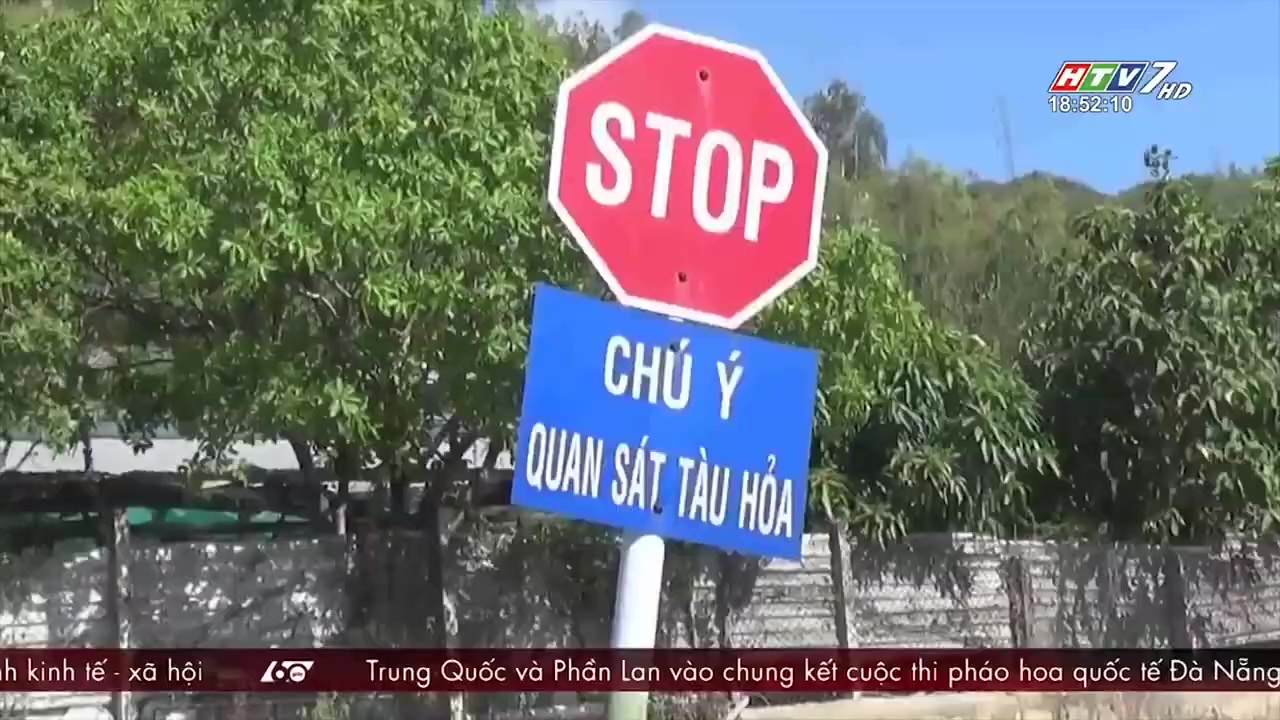 HTV7 HD
18:52:10
STOP
CHÚ Ý
QUAN SÁT TÀU HỎA
kinh tế - xã hội 60 Trung Quốc và Phần Lan vào chung kết cuộc thi pháo hoa quốc tế Đà Nẵng